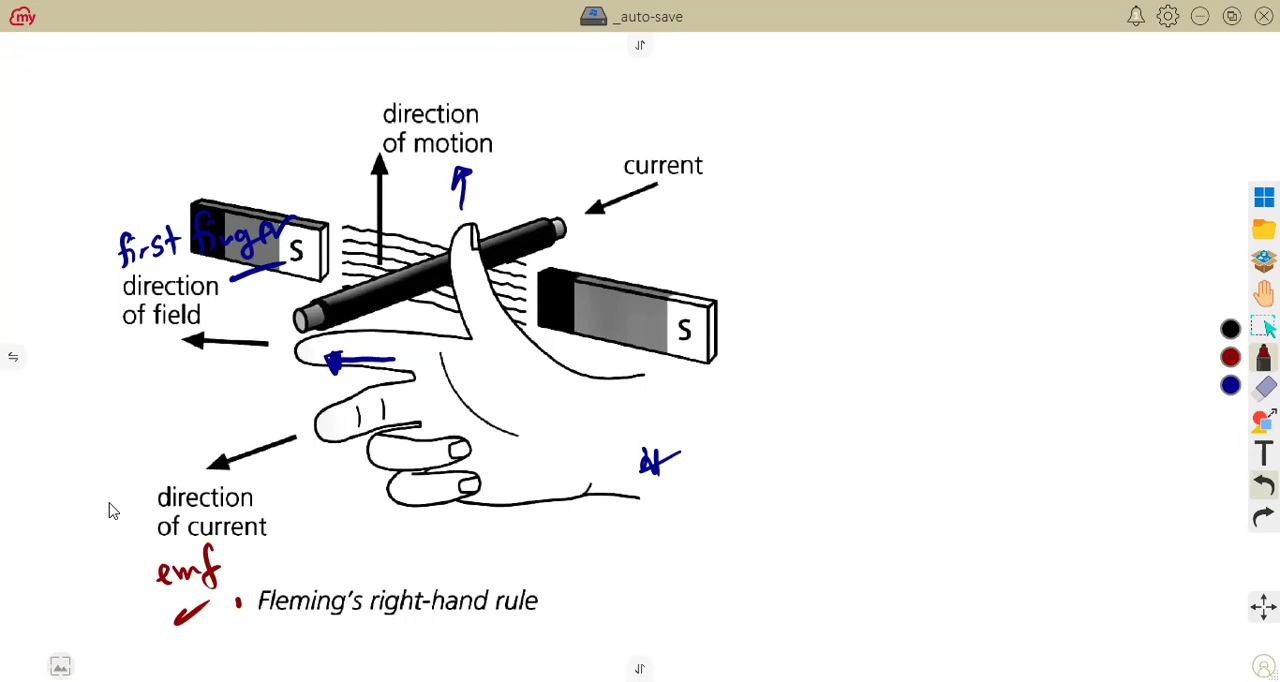 my
_auto-save
direction
of motion
current
S
first finger
direction
of field
S
direction
of current
emf
Fleming's right-hand rule
T